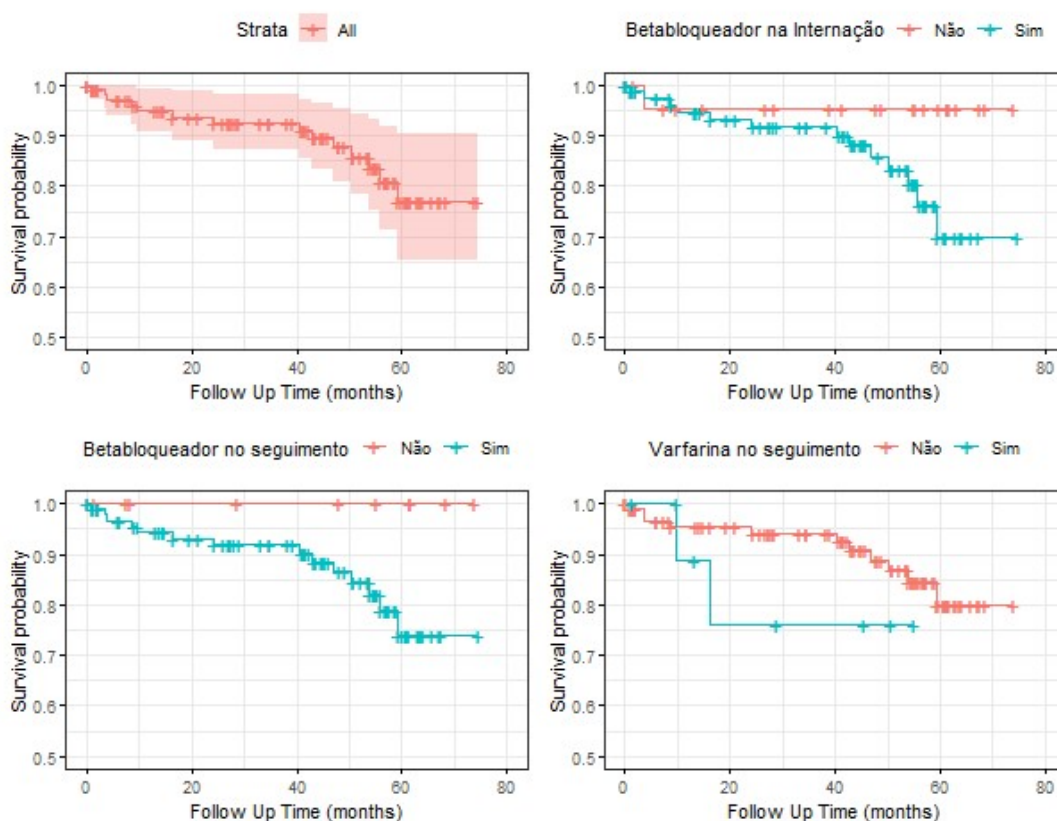 Strata All
1.0
0.9
0.8
0.7
0.6
0.5
Survival probability
0 20 40 60 80
Follow Up Time (months)
Betabloqueador na Internação Não Sim
1.0
0.9
0.8
0.7
0.6
0.5
Survival probability
0 20 40 60 80
Follow Up Time (months)
Betabloqueador no seguimento Não Sim
1.0
0.9
0.8
0.7
0.6
0.5
Survival probability
0 20 40 60 80
Follow Up Time (months)
Varfarina no seguimento Não Sim
1.0
0.9
0.8
0.7
0.6
0.5
Survival probability
0 20 40 60 80
Follow Up Time (months)